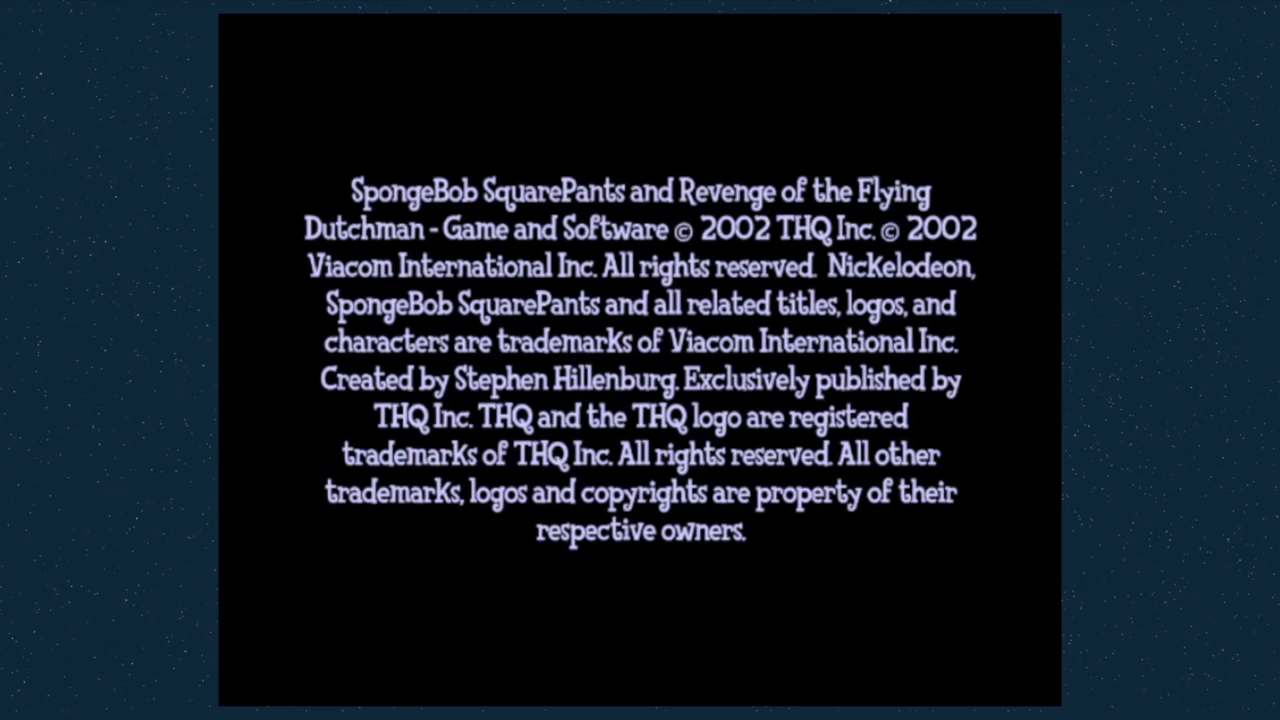 SpongeBob SquarePants and Revenge of the Flying
Dutchman - Game and Software © 2002 THQ Inc. © 2002
Viacom International Inc. All rights reserved.  Nickelodeon,
SpongeBob SquarePants and all related titles, logos, and
characters are trademarks of Viacom International Inc.
Created by Stephen Hillenburg. Exclusively published by
THQ Inc. THQ and the THQ logo are registered
trademarks of THQ Inc. All rights reserved. All other
trademarks, logos and copyrights are property of their
respective owners.